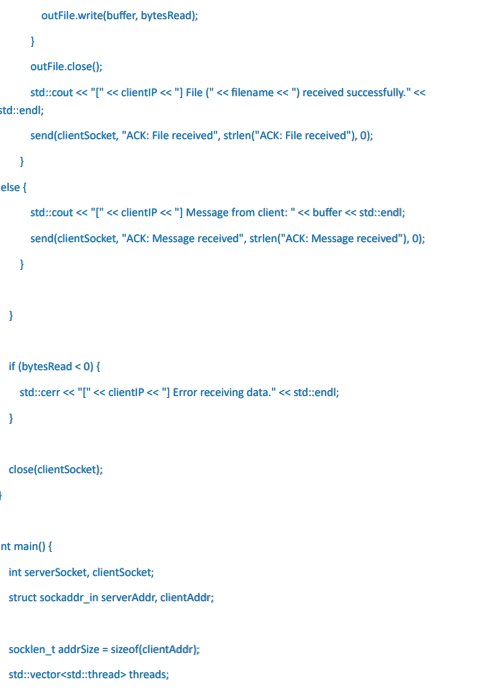 outFile.write(buffer, bytesRead);
}
outFile.close();
std::cout << "[" << clientIP << "] File (" << filename << ") received successfully." <<
std::endl;
send(clientSocket, "ACK: File received", strlen("ACK: File received"), 0);
}
else {
std::cout << "[" << clientIP << "] Message from client: " << buffer << std::endl;
send(clientSocket, "ACK: Message received", strlen("ACK: Message received"), 0);
}
}
if (bytesRead < 0) {
std::cerr << "[" << clientIP << "] Error receiving data." << std::endl;
}
close(clientSocket);
}
nt main() {
int serverSocket, clientSocket;
struct sockaddr_in serverAddr, clientAddr;
socklen_t addrSize = sizeof(clientAddr);
std::vector<std::thread> threads;